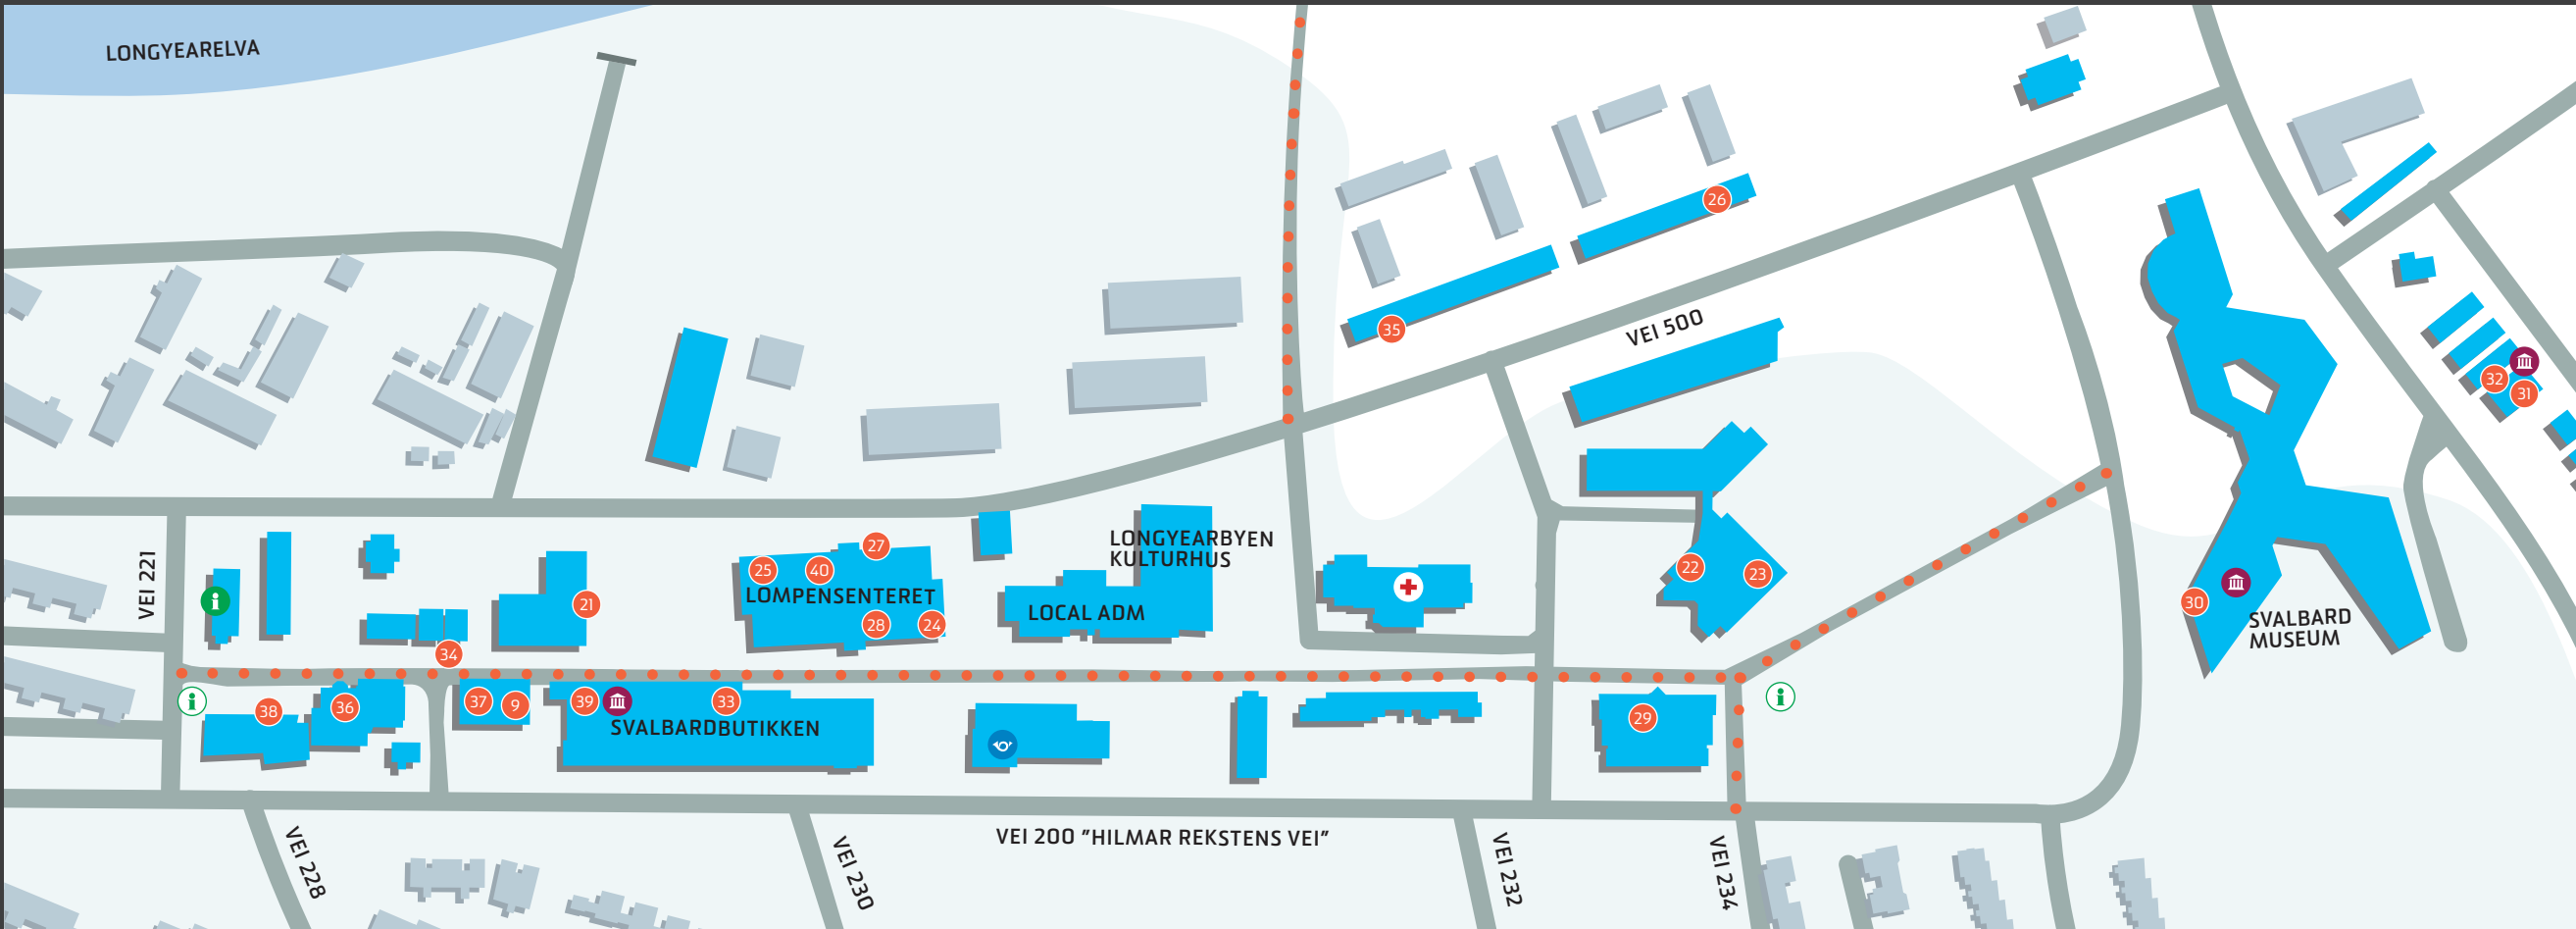 LONGYEARELVA
26
35
VEI 500
32
31
VEI 221
25
40
27
LOMPENSENTERET
28
24
21
34
LONGYEARBYEN
KULTURHUS
LOCAL ADM
22
23
30
SVALBARD
MUSEUM
i
i
38
36
37
9
39
33
SVALBARDBUTIKKEN
29
i
VEI 200 "HILMAR REKSTENS VEI"
VEI 228
VEI 230
VEI 232
VEI 234